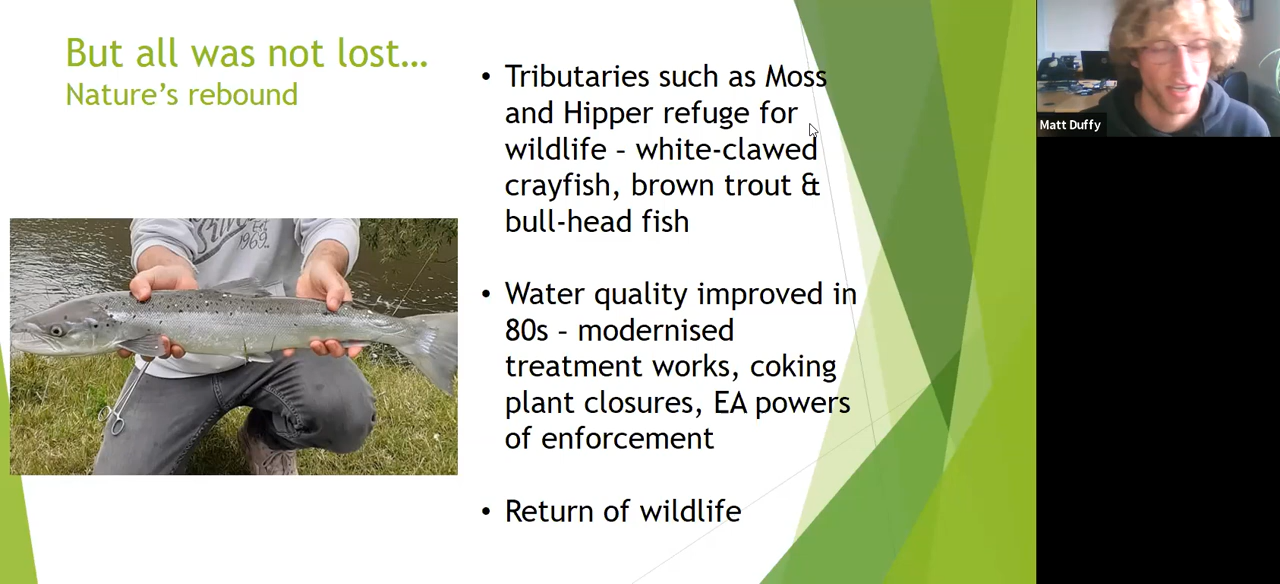 But all was not lost...
Nature's rebound
• Tributaries such as Moss
and Hipper refuge for
wildlife – white-clawed
crayfish, brown trout &
bull-head fish
• Water quality improved in
80s – modernised
treatment works, coking
plant closures, EA powers
of enforcement
• Return of wildlife
1969
Matt Duffy